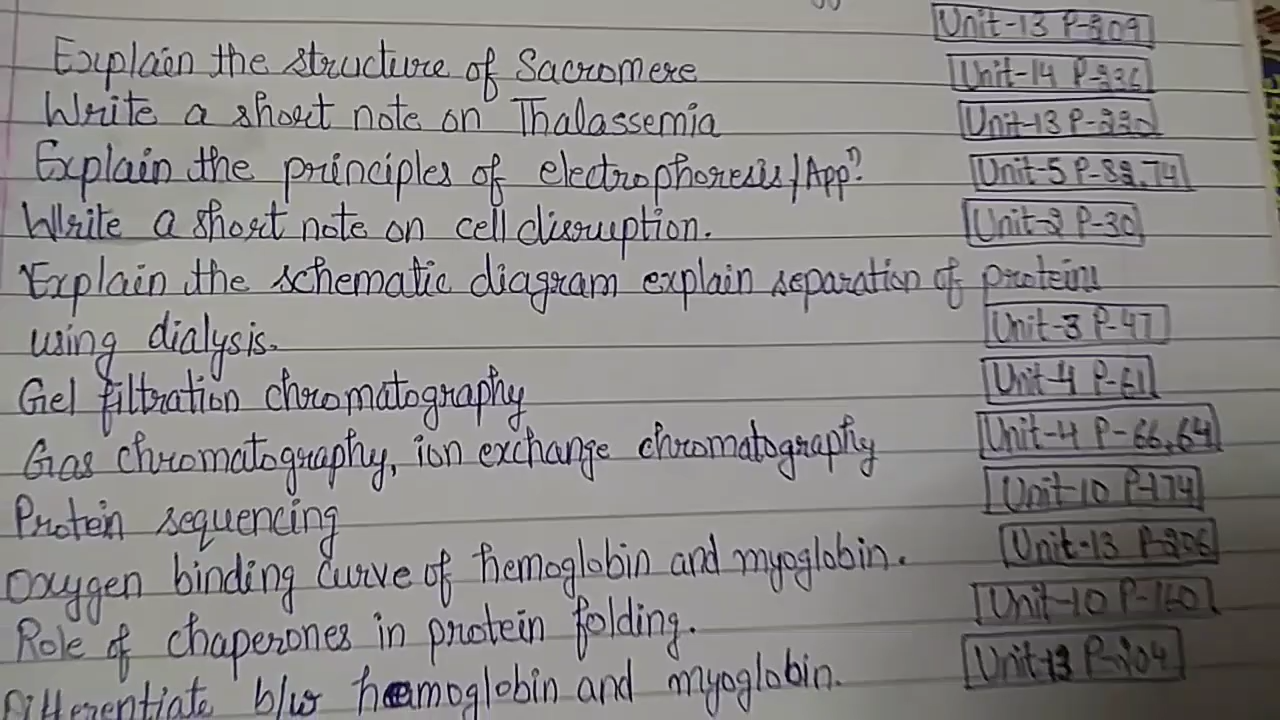 Unit-13 P-209
Explain the structure of Sacromere
Unit-14 P-236
Write a short note on Thalassemia
Unit-13 P-220
Explain the principles of electrophoresis/Appⁿ?
Unit-5 P-82,74
Write a short note on cell disruption.
Unit-2 P-30
Explain the schematic diagram explain separation of proteins
using dialysis.
Unit-3 P-47
Gel filtration chromatography
Unit-4 P-61
Gas chromatography, ion exchange chromatography
Unit-4 P-66,64
Protein sequencing
Unit-10 P-174
Oxygen binding curve of hemoglobin and myoglobin.
Unit-13 P-206
Role of chaperones in protein folding.
Unit-10 P-160
Differentiate b/w haemoglobin and myoglobin.
Unit-13 P-204